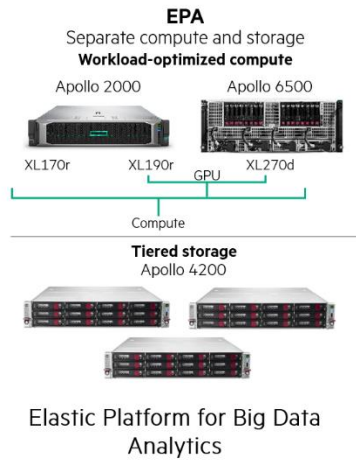 EPA
Separate compute and storage
Workload-optimized compute
Apollo 2000 Apollo 6500
XL170r XL190r XL270d
GPU
Compute
Tiered storage
Apollo 4200
Elastic Platform for Big Data
Analytics